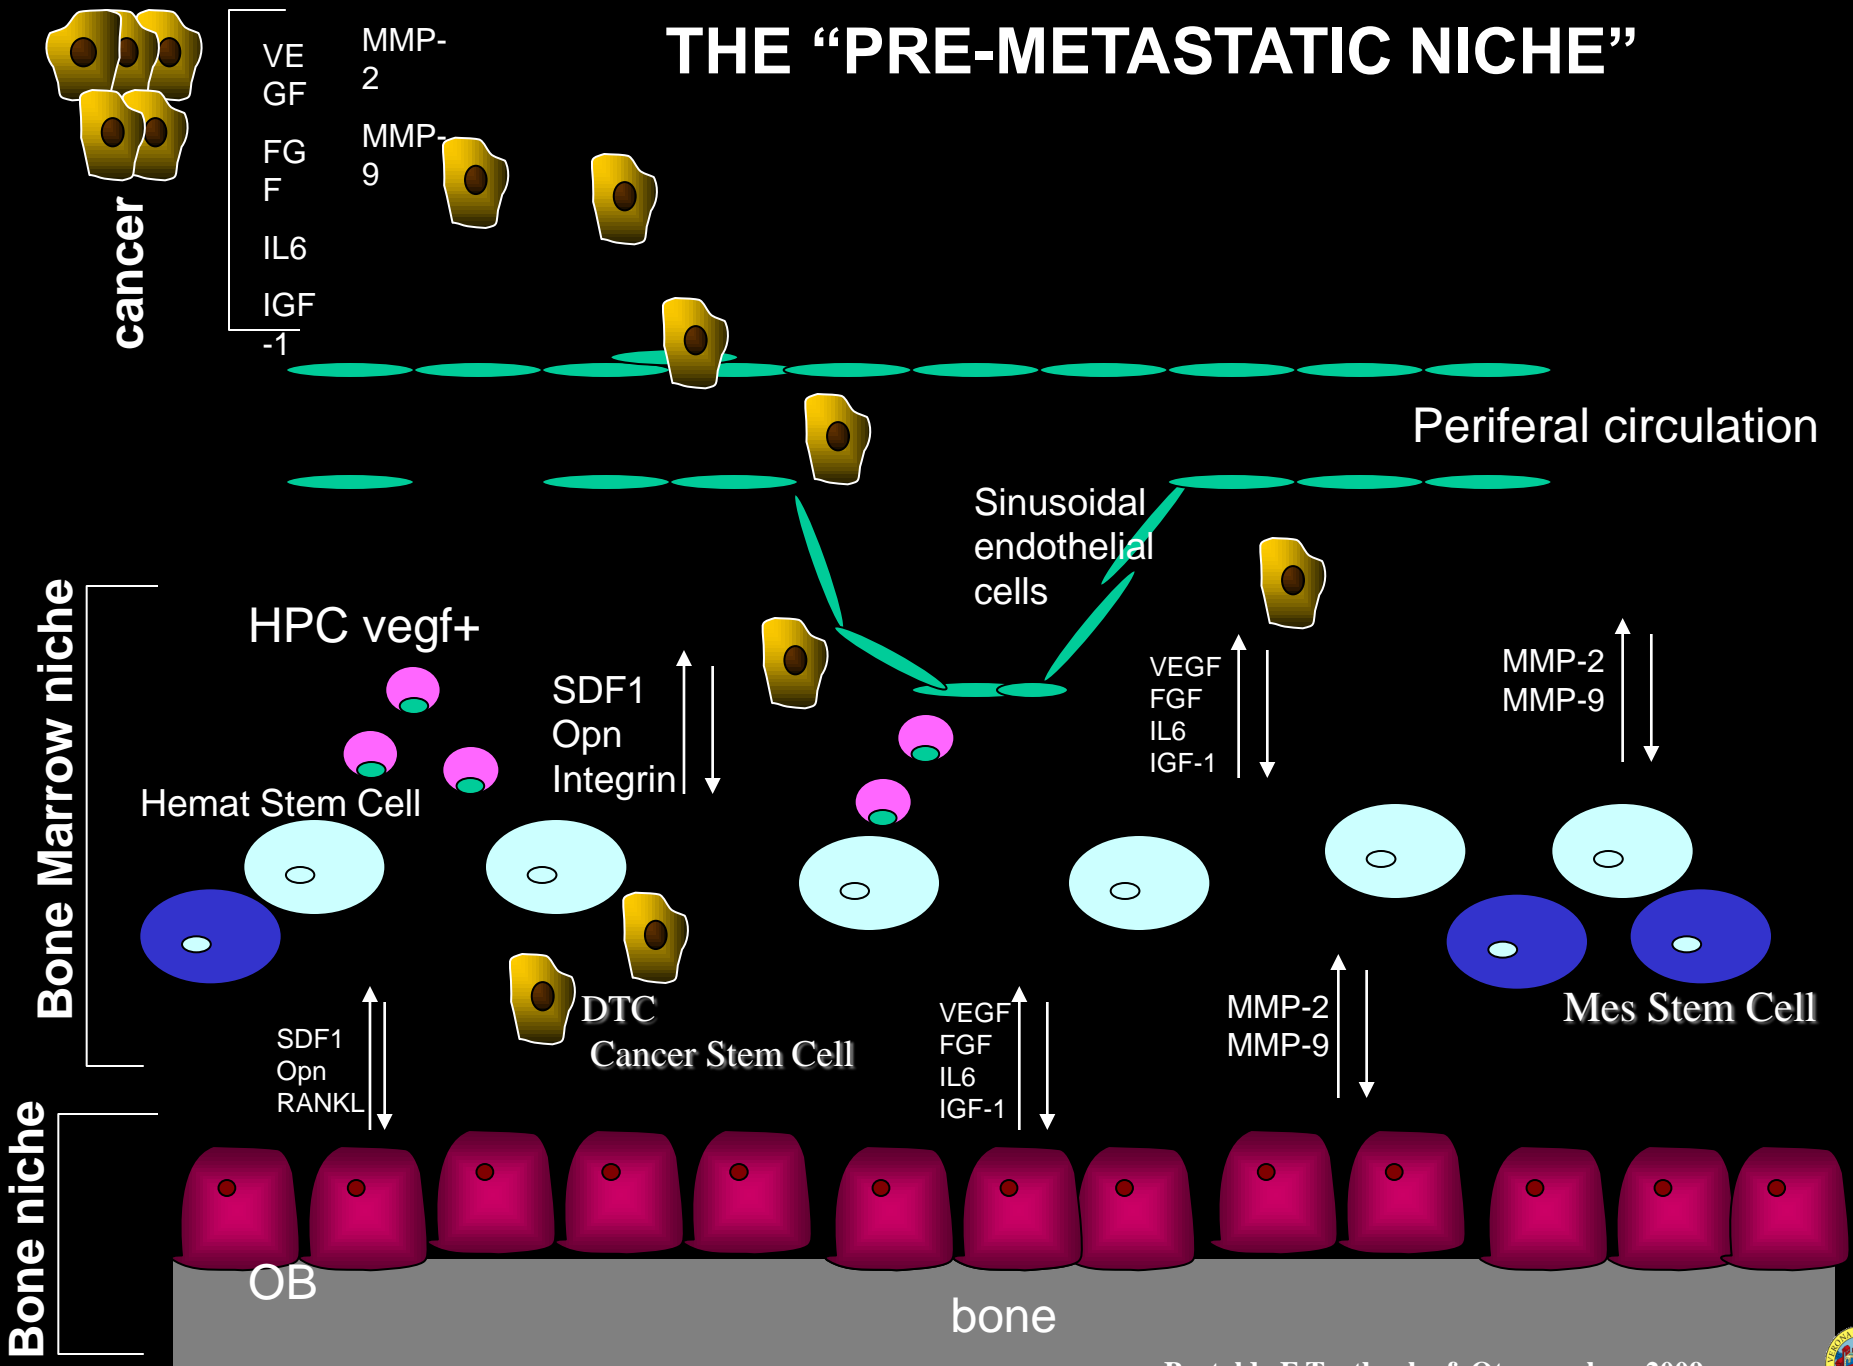 THE “PRE-METASTATIC NICHE”
VE
GF
FG
F
IL6
IGF
-1
MMP-
2
MMP-
9
cancer
Periferal circulation
Sinusoidal
endothelial
cells
Bone Marrow niche
HPC vegf+
SDF1
Opn
Integrin
VEGF
FGF
IL6
IGF-1
MMP-2
MMP-9
Hemat Stem Cell
DTC
Cancer Stem Cell
Mes Stem Cell
SDF1
Opn
RANKL
VEGF
FGF
IL6
IGF-1
MMP-2
MMP-9
Bone niche
OB
bone